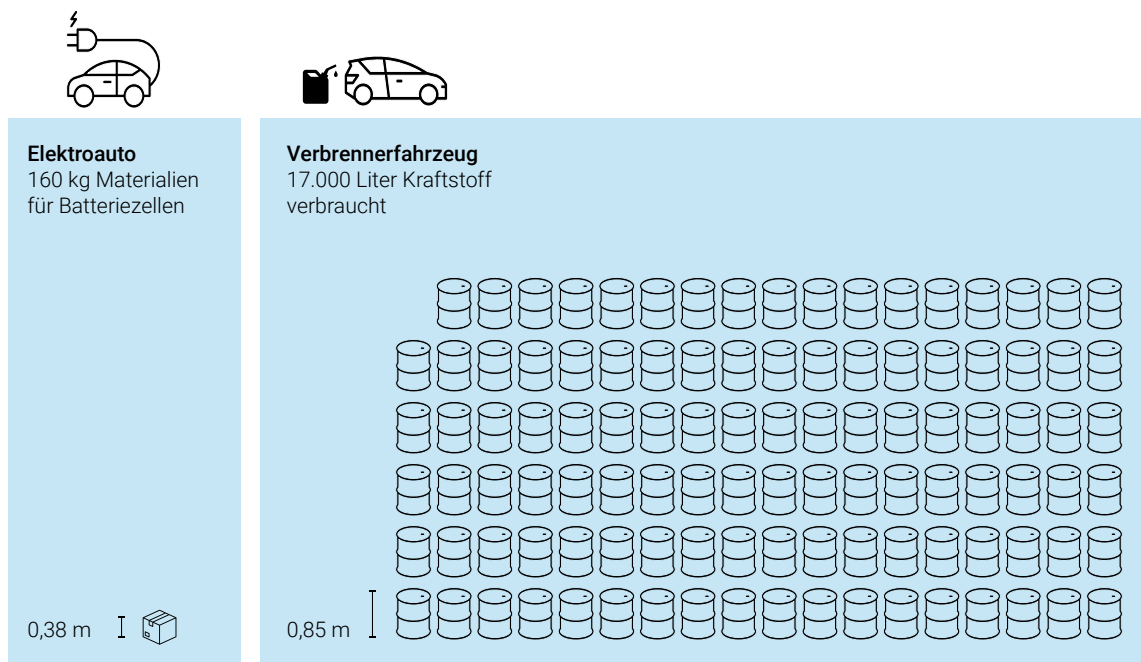 Elektroauto
160 kg Materialien
für Batteriezellen
0,38 m
Verbrennerfahrzeug
17.000 Liter Kraftstoff
verbraucht
0,85 m